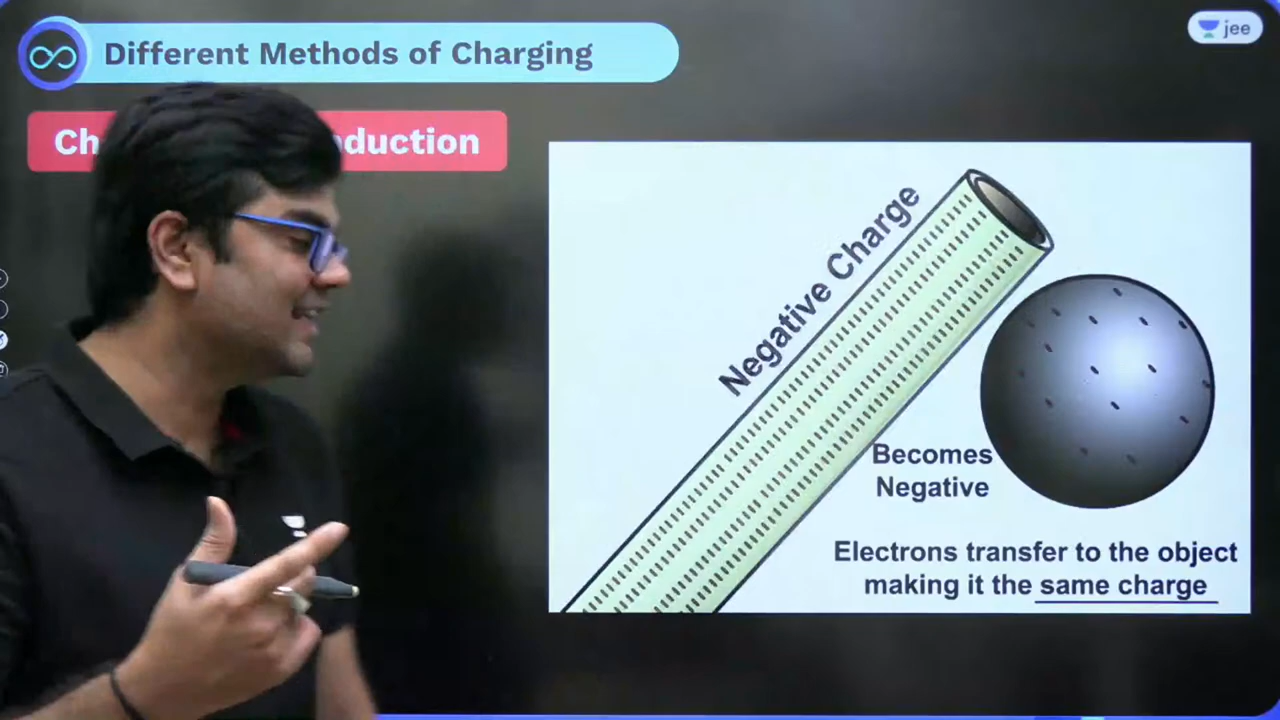 Different Methods of Charging
jee
Ch duction
Negative Charge
Becomes
Negative
Electrons transfer to the object
making it the same charge